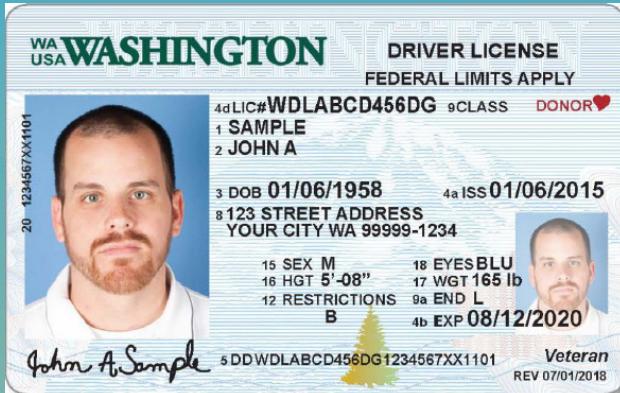 WA USA WASHINGTON
DRIVER LICENSE
FEDERAL LIMITS APPLY
4d LIC# WDLABCD456DG 9 CLASS DONOR
1 SAMPLE
2 JOHN A
3 DOB 01/06/1958 4a ISS 01/06/2015
8 123 STREET ADDRESS
YOUR CITY WA 99999-1234
15 SEX M 18 EYES BLU
16 HGT 5'-08" 17 WGT 165 lb
12 RESTRICTIONS 9a END L
B 4b EXP 08/12/2020
20 1234567XX1101
John A Sample
5 DD WDLABCD456DG1234567XX1101
Veteran
REV 07/01/2018